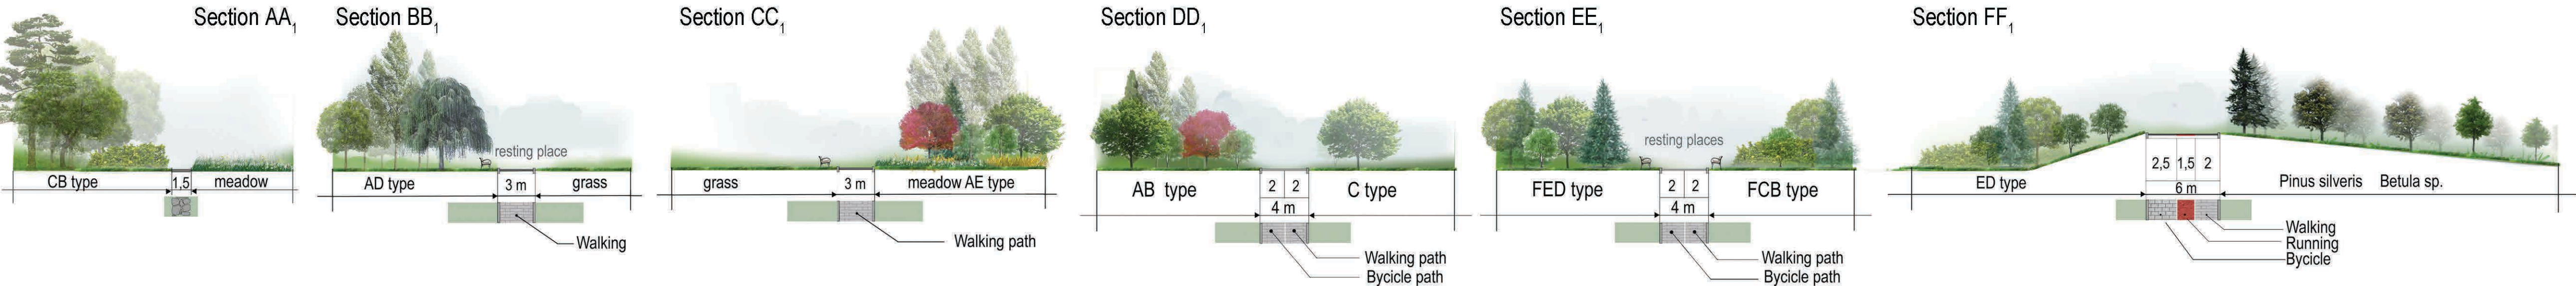 Section AA1
CB type
1,5
meadow
Section BB1
resting place
AD type
3 m
grass
Walking
Section CC1
grass
3 m
meadow AE type
Walking path
Section DD1
AB type
2
2
C type
4 m
Walking path
Bycicle path
Section EE1
resting places
FED type
2
2
FCB type
4 m
Walking path
Bycicle path
Section FF1
2,5
1,5
2
ED type
6 m
Pinus silveris
Betula sp.
Walking
Running
Bycicle